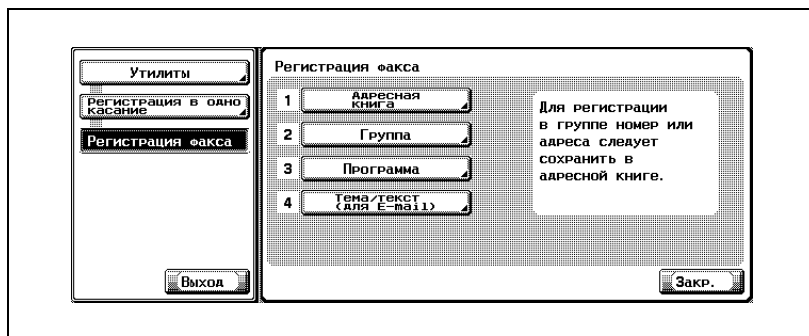 Утилиты
Регистрация в одно
касание
Регистрация факса
Выход
Регистрация факса
1 Адресная
книга
2 Группа
3 Программа
4 Тема/текст
(для E-mail)
Для регистрации
в группе номер или
адреса следует
сохранить в
адресной книге.
Закр.